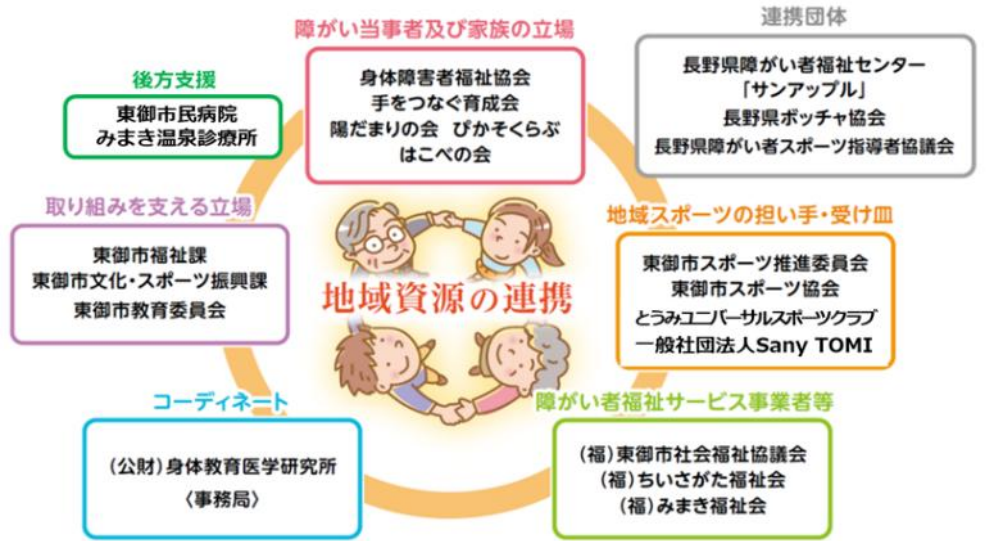 障がい当事者及び家族の立場
身体障害者福祉協会
手をつなぐ育成会
陽だまりの会 ぴかそくらぶ
はこべの会
連携団体
長野県障がい者福祉センター
「サンアップル」
長野県ボッチャ協会
長野県障がい者スポーツ指導者協議会
後方支援
東御市民病院
みまき温泉診療所
取り組みを支える立場
東御市福祉課
東御市文化・スポーツ振興課
東御市教育委員会
地域資源の連携
地域スポーツの担い手・受け皿
東御市スポーツ推進委員会
東御市スポーツ協会
とうみユニバーサルスポーツクラブ
一般社団法人Sany TOMI
コーディネート
(公財)身体教育医学研究所
〈事務局〉
障がい者福祉サービス事業者等
(福)東御市社会福祉協議会
(福)ちいさがた福祉会
(福)みまき福祉会